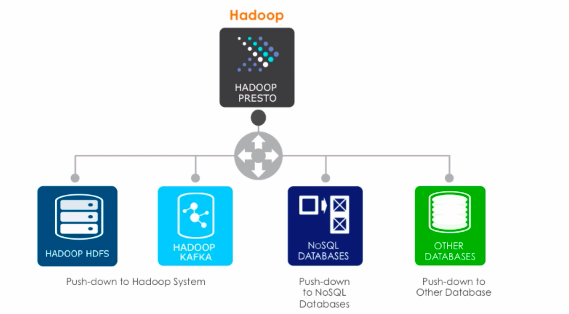 Hadoop
HADOOP
PRESTO
HADOOP HDFS
HADOOP
KAFKA
NoSQL
DATABASES
OTHER
DATABASES
Push-down to Hadoop System
Push-down
to NoSQL
Databases
Push-down to
Other Database